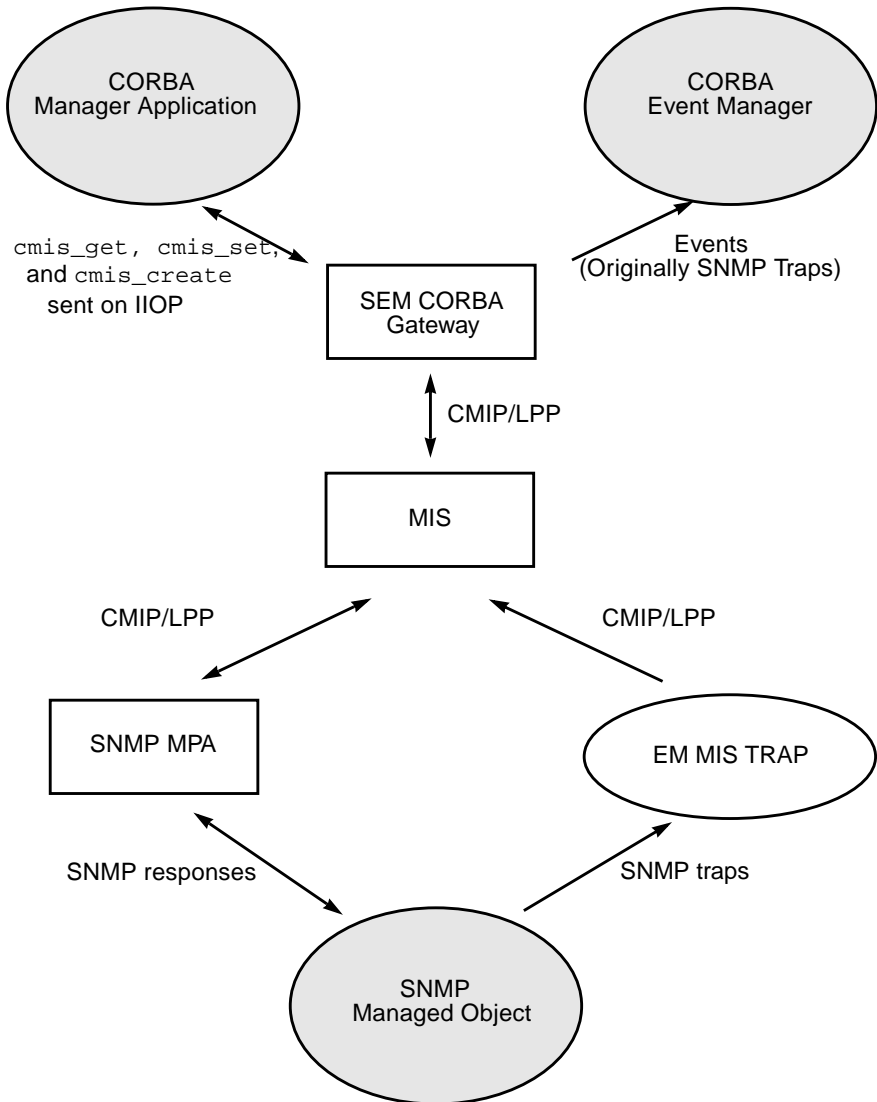 CORBA
Manager Application
CORBA
Event Manager
cmis_get, cmis_set,
and cmis_create
sent on IIOP
Events
(Originally SNMP Traps)
SEM CORBA
Gateway
CMIP/LPP
MIS
CMIP/LPP
CMIP/LPP
SNMP MPA
EM MIS TRAP
SNMP responses
SNMP traps
SNMP
Managed Object